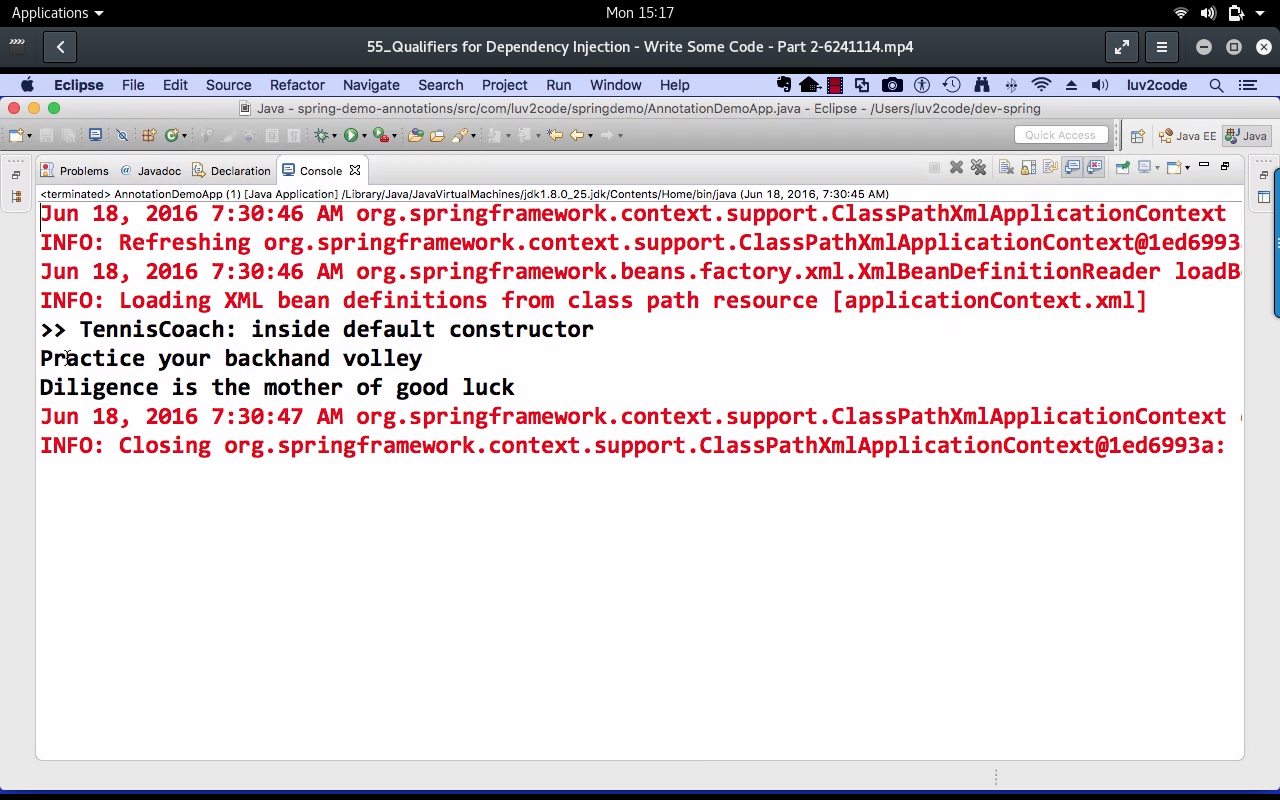 Applications
Mon 15:17
55_Qualifiers for Dependency Injection - Write Some Code - Part 2-6241114.mp4
Eclipse File Edit Source Refactor Navigate Search Project Run Window Help luv2code
Java - spring-demo-annotations/src/com/luv2code/springdemo/AnnotationDemoApp.java - Eclipse - /Users/luv2code/dev-spring
Quick Access Java EE Java
Problems @ Javadoc Declaration Console
<terminated> AnnotationDemoApp (1) [Java Application] /Library/Java/JavaVirtualMachines/jdk1.8.0_25.jdk/Contents/Home/bin/java (Jun 18, 2016, 7:30:45 AM)
Jun 18, 2016 7:30:46 AM org.springframework.context.support.ClassPathXmlApplicationContext
INFO: Refreshing org.springframework.context.support.ClassPathXmlApplicationContext@1ed6993
Jun 18, 2016 7:30:46 AM org.springframework.beans.factory.xml.XmlBeanDefinitionReader loadB
INFO: Loading XML bean definitions from class path resource [applicationContext.xml]
>> TennisCoach: inside default constructor
Practice your backhand volley
Diligence is the mother of good luck
Jun 18, 2016 7:30:47 AM org.springframework.context.support.ClassPathXmlApplicationContext
INFO: Closing org.springframework.context.support.ClassPathXmlApplicationContext@1ed6993a: